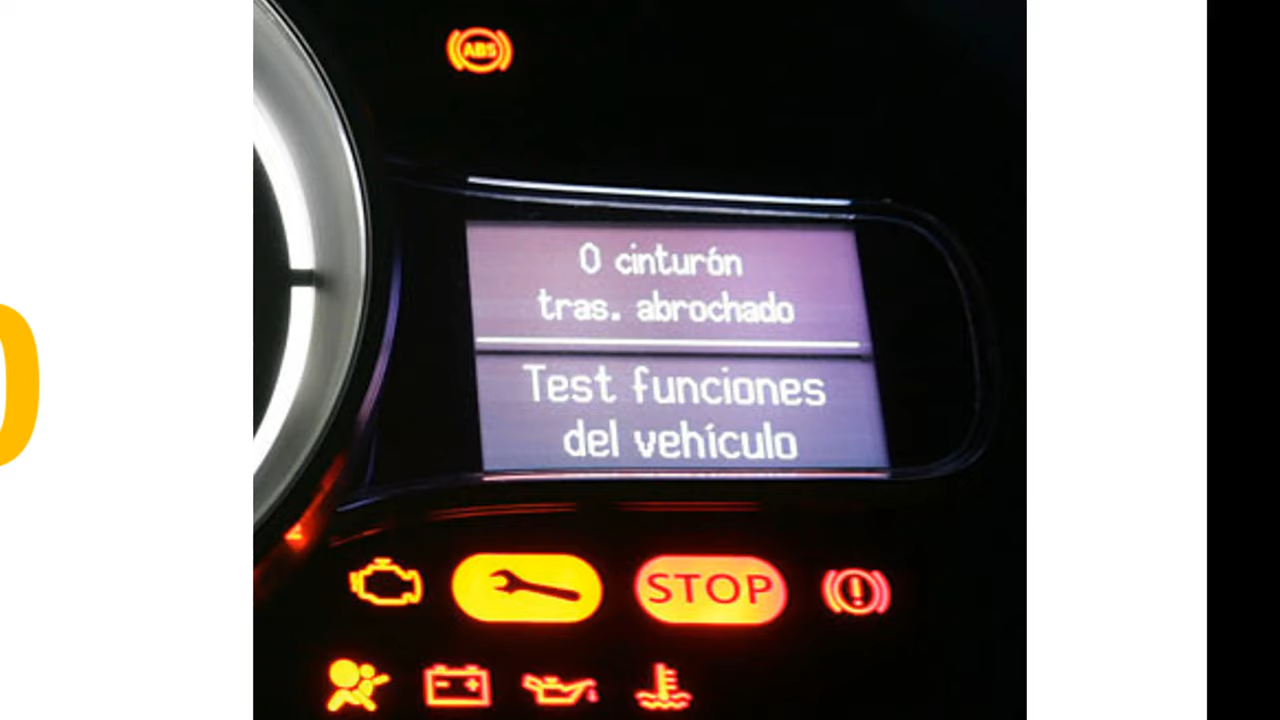 ABS
0 cinturón
tras. abrochado
Test funciones
del vehículo
STOP